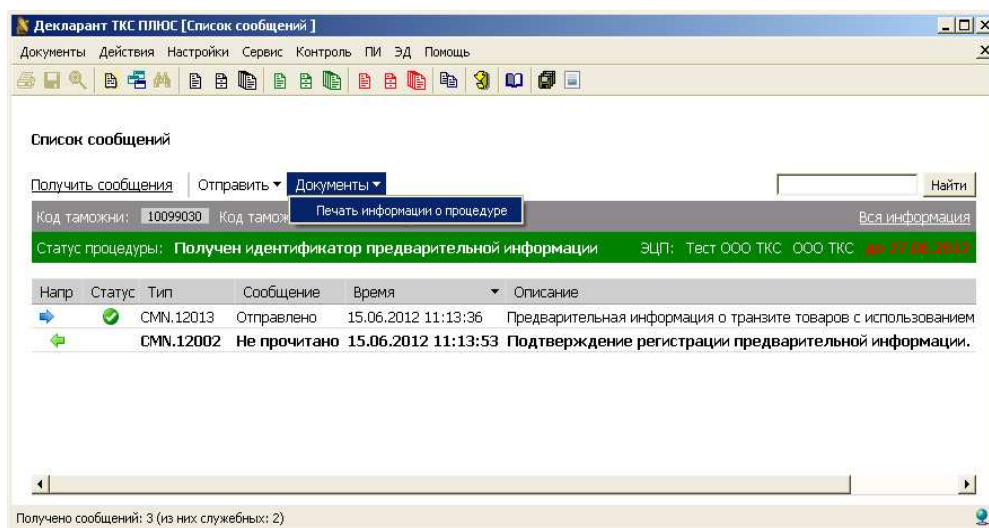 Декларант ТКС ПЛЮС [Список сообщений ]
Документы Действия Настройки Сервис Контроль ПИ ЭД Помощь
Список сообщений
Получить сообщения Отправить Документы Найти
Печать информации о процедуре
Код таможни: 10099030 Код тамож Вся информация
Статус процедуры: Получен идентификатор предварительной информации ЭЦП: Тест ООО ТКС ООО ТКС до 27.06.2012
Напр Статус Тип Сообщение Время Описание
CMN.12013 Отправлено 15.06.2012 11:13:36 Предварительная информация о транзите товаров с использованием
CMN.12002 Не прочитано 15.06.2012 11:13:53 Подтверждение регистрации предварительной информации.
Получено сообщений: 3 (из них служебных: 2)